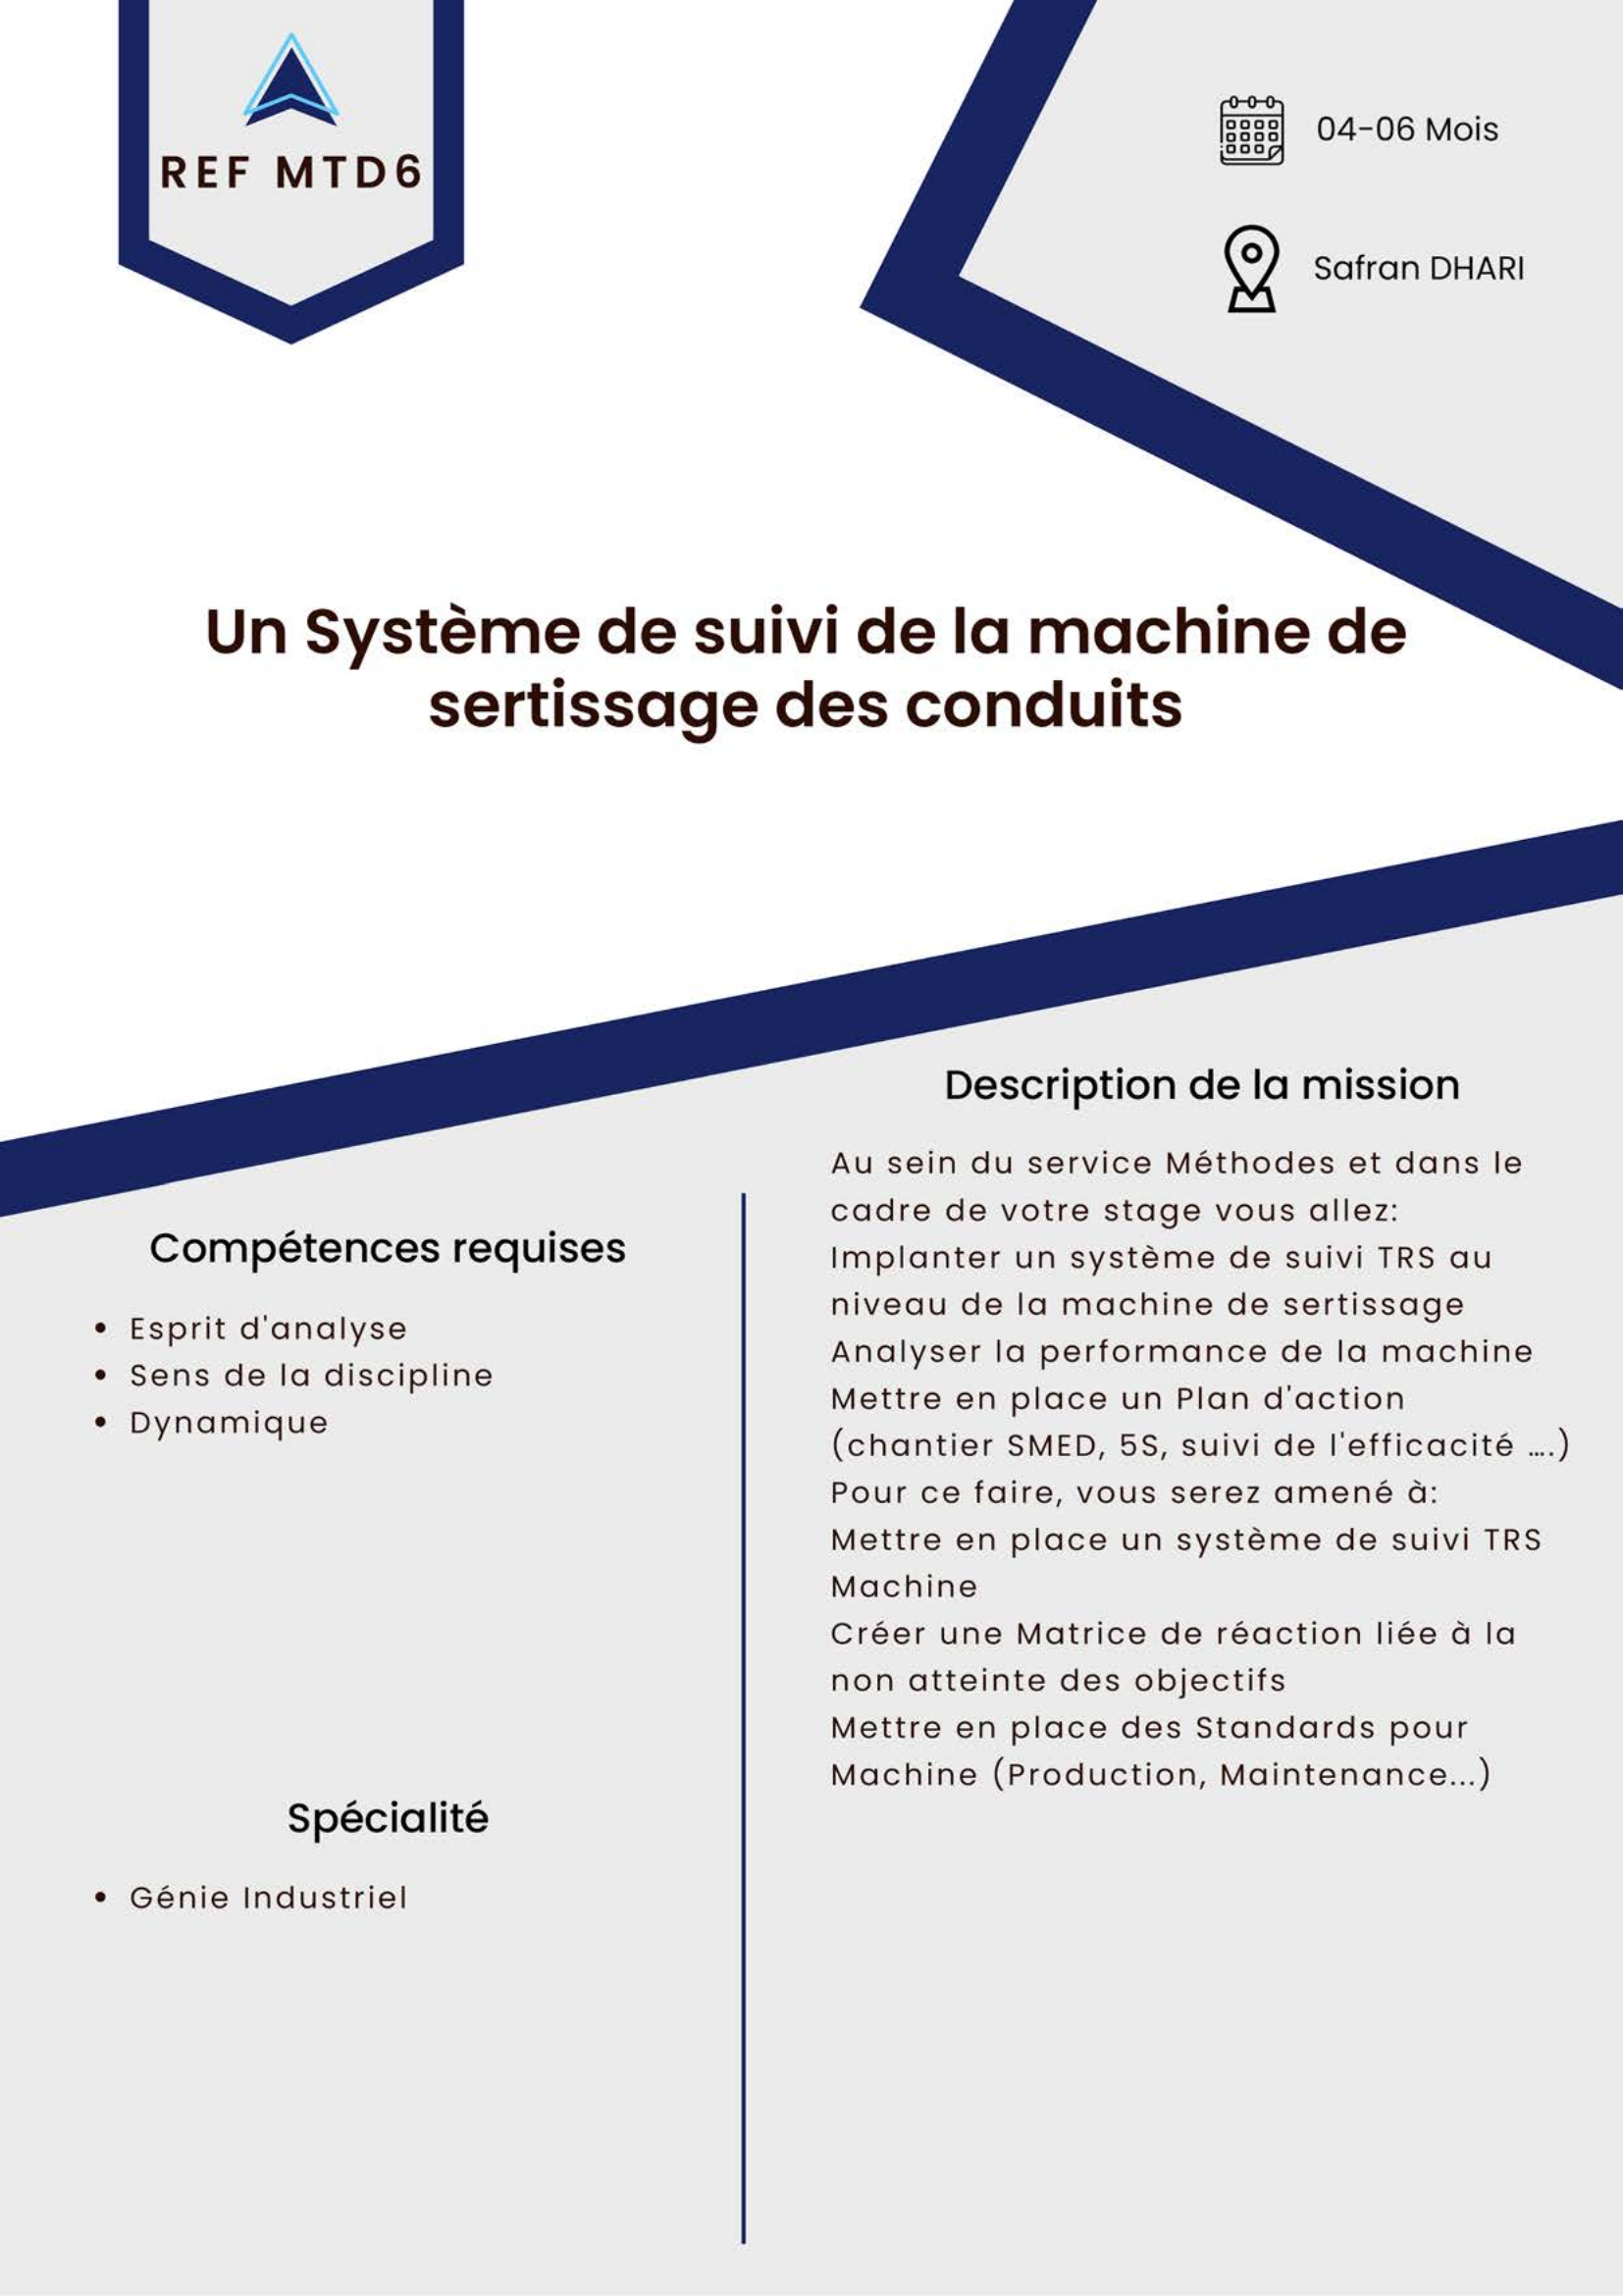 REF MTD6
04-06 Mois
Safran DHARI
Un Système de suivi de la machine de
sertissage des conduits
Compétences requises
• Esprit d'analyse
• Sens de la discipline
• Dynamique
Spécialité
• Génie Industriel
Description de la mission
Au sein du service Méthodes et dans le
cadre de votre stage vous allez:
Implanter un système de suivi TRS au
niveau de la machine de sertissage
Analyser la performance de la machine
Mettre en place un Plan d'action
(chantier SMED, 5S, suivi de l'efficacité ....)
Pour ce faire, vous serez amené à:
Mettre en place un système de suivi TRS
Machine
Créer une Matrice de réaction liée à la
non atteinte des objectifs
Mettre en place des Standards pour
Machine (Production, Maintenance...)